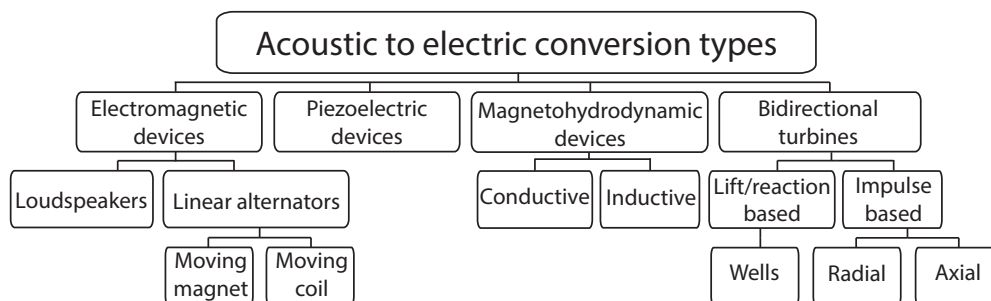 Acoustic to electric conversion types
Electromagnetic
devices
Piezoelectric
devices
Magnetohydrodynamic
devices
Bidirectional
turbines
Loudspeakers
Linear alternators
Conductive
Inductive
Lift/reaction
based
Impulse
based
Moving
magnet
Moving
coil
Wells
Radial
Axial